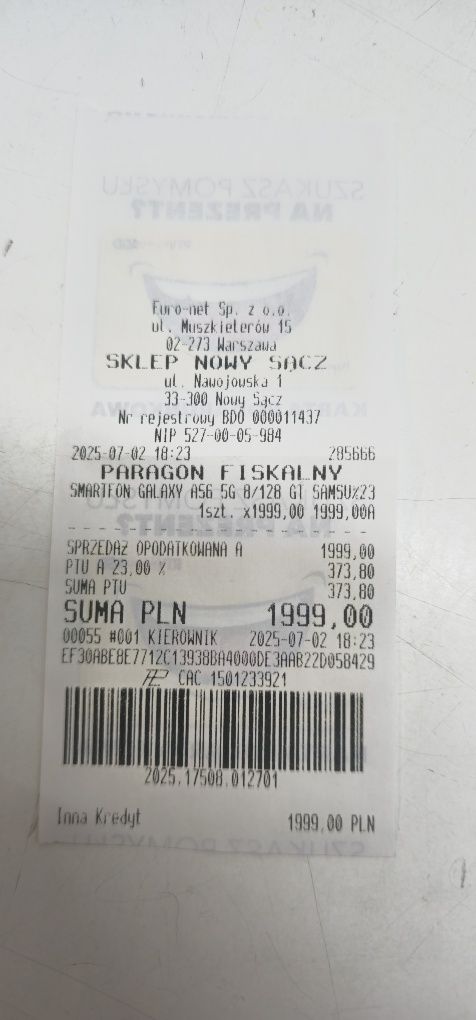 Euro-net Sp. z o.o.
ul. Muszkieterów 15
02-273 Warszawa
SKLEP NOWY SĄCZ
ul. Nawojowska 1
33-300 Nowy Sącz
Nr rejestrowy BDO 000011437
NIP 527-00-05-984
2025-07-02 18:23 285666
PARAGON FISKALNY
SMARTFON GALAXY A56 5G 8/128 GT SAMSU%23
1szt. x1999,00 1999,00A
SPRZEDAŻ OPODATKOWANA A 1999,00
PTU A 23,00 % 373,80
SUMA PTU 373,80
SUMA PLN 1999,00
00055 #001 KIEROWNIK 2025-07-02 18:23
EF30ABE8E7712C13938BA4000DE3AAB22D058429
CAC 1501233921
2025.17508.012701
Inna Kredyt 1999,00 PLN
SZUKASZ POMYSŁU
NA PREZENT?